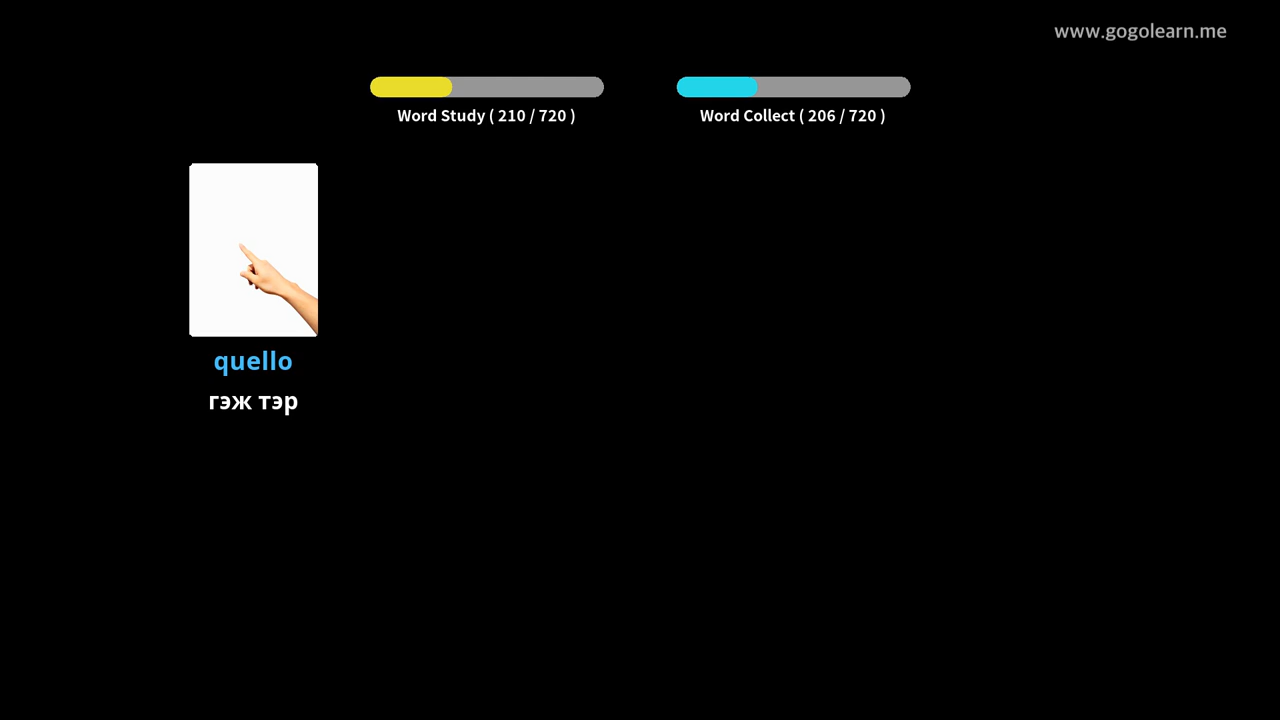 www.gogolearn.me
Word Study ( 210 / 720 )
Word Collect ( 206 / 720 )
quello
гэж тэр